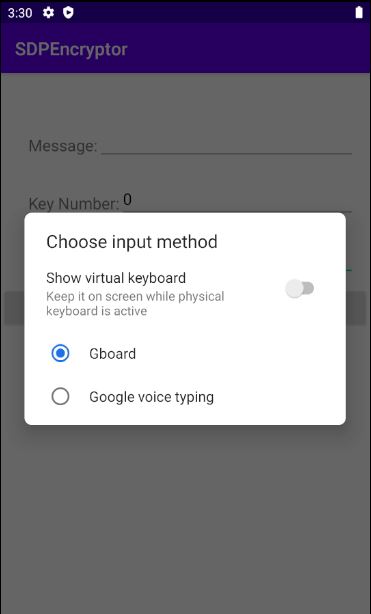 3:30
SDPEncryptor
Message:
Key Number: 0
Choose input method
Show virtual keyboard
Keep it on screen while physical
keyboard is active
Gboard
Google voice typing